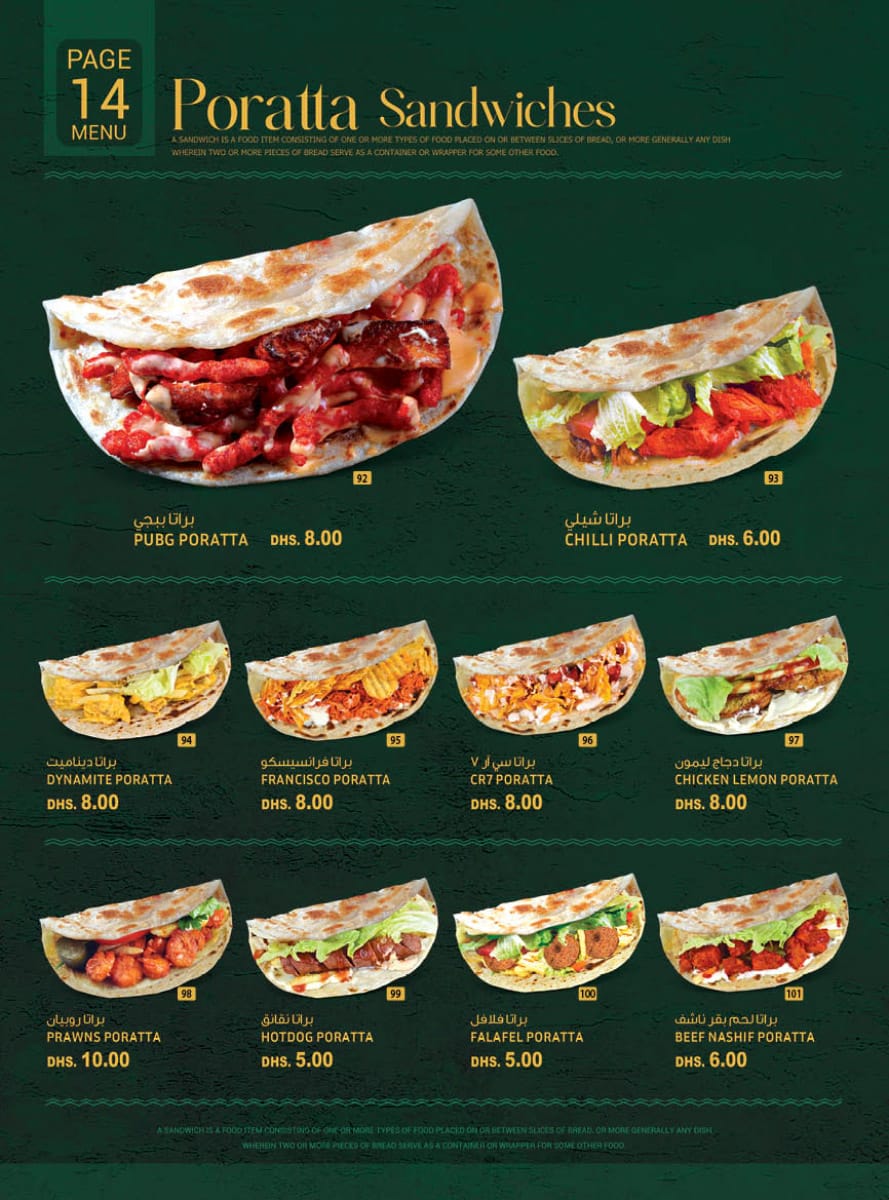 PAGE
14
MENU
Poratta Sandwiches
A SANDWICH IS A FOOD ITEM CONSISTING OF ONE OR MORE TYPES OF FOOD PLACED ON OR BETWEEN SLICES OF BREAD, OR MORE GENERALLY ANY DISH
WHEREIN TWO OR MORE PIECES OF BREAD SERVE AS A CONTAINER OR WRAPPER FOR SOME OTHER FOOD.
92
براتا ببجي
PUBG PORATTA DHS. 8.00
93
براتا شيلي
CHILLI PORATTA DHS. 6.00
94
براتا ديناميت
DYNAMITE PORATTA
DHS. 8.00
95
براتا فرانسيسكو
FRANCISCO PORATTA
DHS. 8.00
96
براتا سي آر ٧
CR7 PORATTA
DHS. 8.00
97
براتا دجاج ليمون
CHICKEN LEMON PORATTA
DHS. 8.00
98
براتا روبيان
PRAWNS PORATTA
DHS. 10.00
99
براتا نقانق
HOTDOG PORATTA
DHS. 5.00
100
براتا فلافل
FALAFEL PORATTA
DHS. 5.00
101
براتا لحم بقر ناشف
BEEF NASHIF PORATTA
DHS. 6.00
A SANDWICH IS A FOOD ITEM CONSISTING OF ONE OR MORE TYPES OF FOOD PLACED ON OR BETWEEN SLICES OF BREAD, OR MORE GENERALLY ANY DISH
WHEREIN TWO OR MORE PIECES OF BREAD SERVE AS A CONTAINER OR WRAPPER FOR SOME OTHER FOOD.